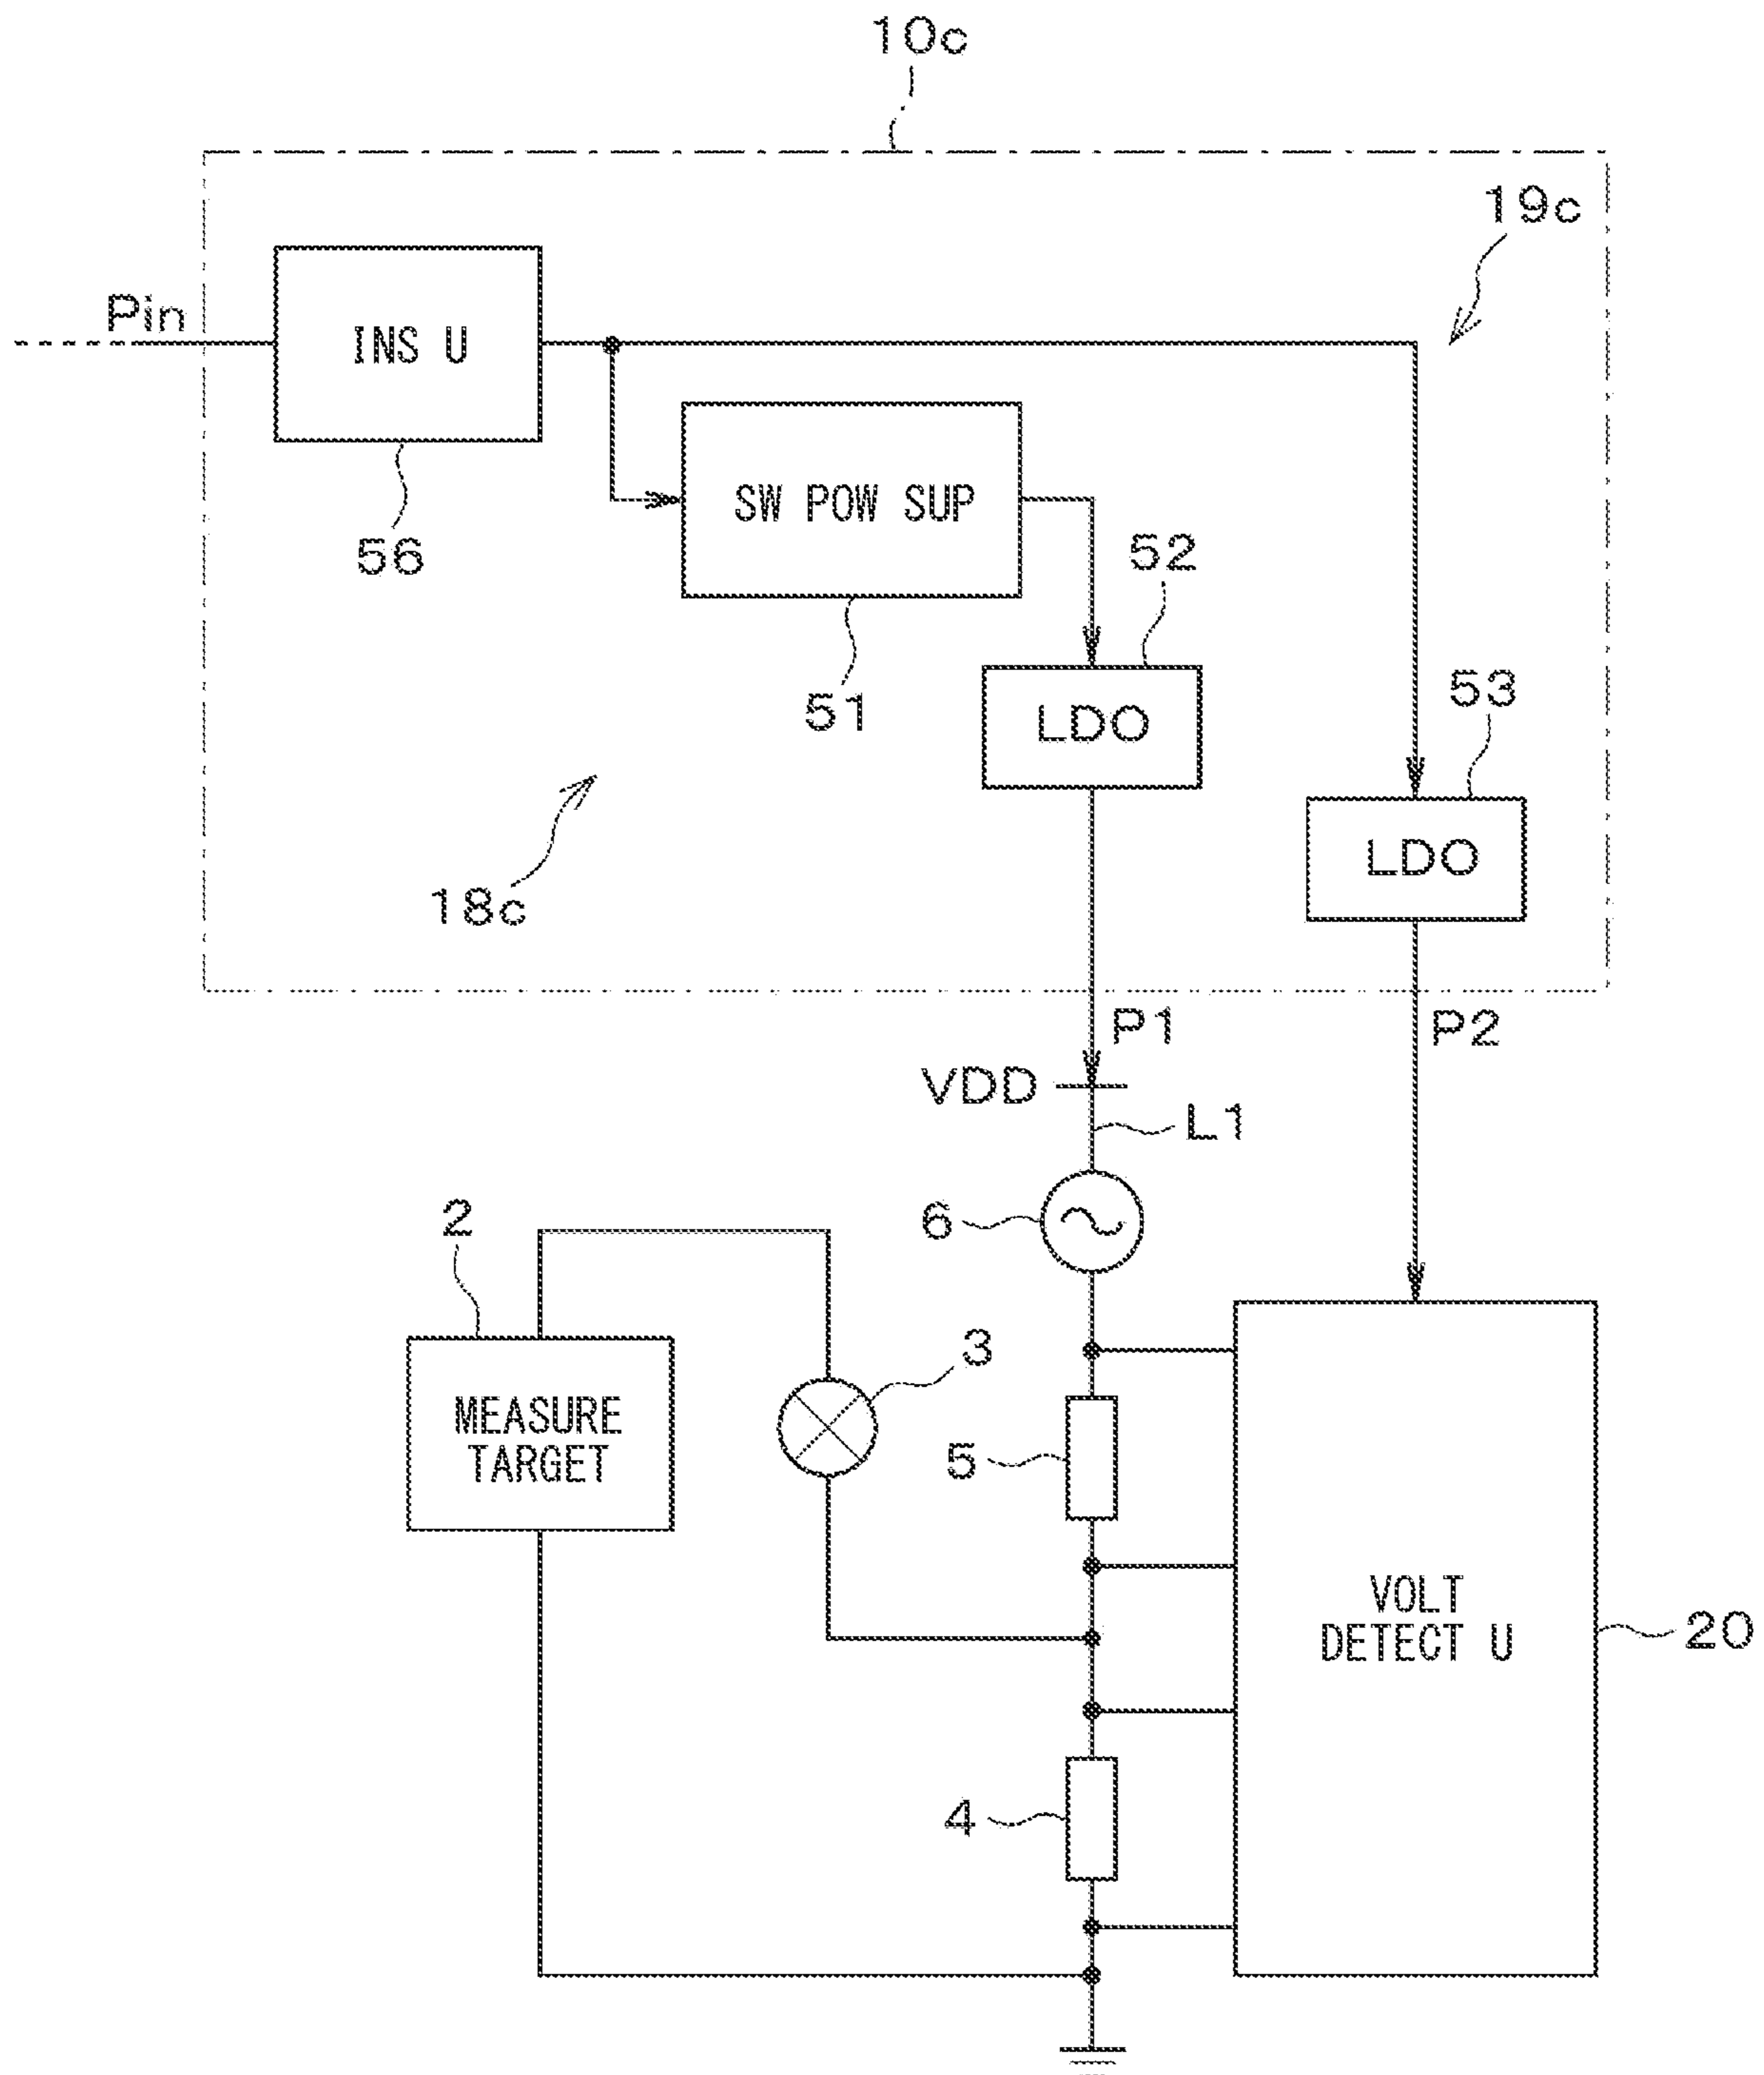 10c
19c
Pin
INS U
56
SW POW SUP
51
52
LDO
53
LDO
18c
P1
P2
VDD
L1
6
2
3
MEASURE
TARGET
5
VOLT
DETECT U
20
4